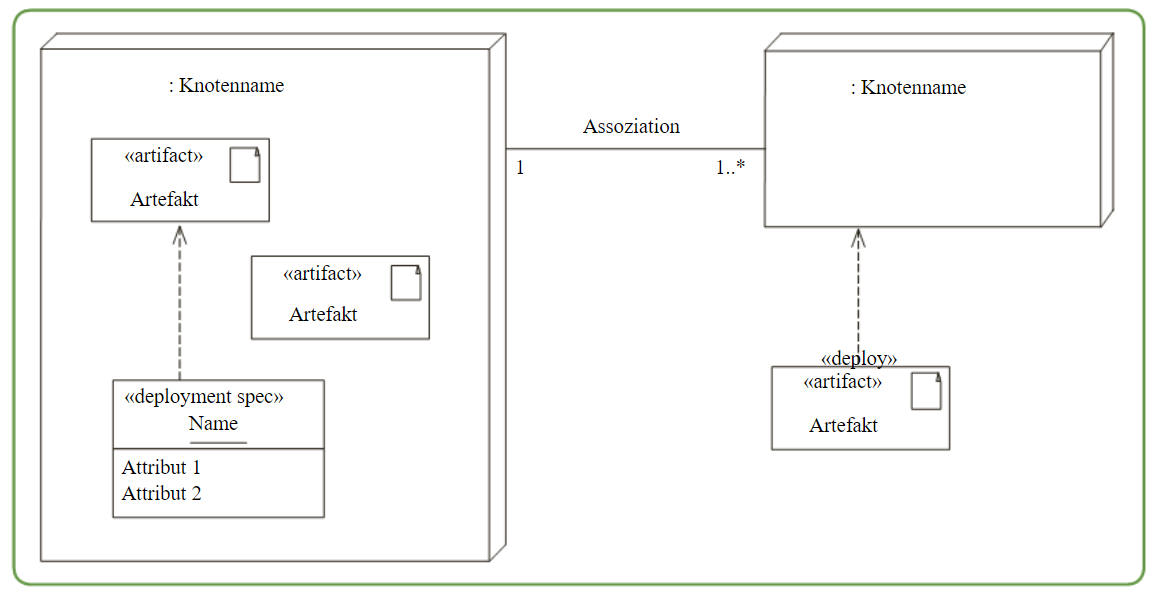 : Knotenname
«artifact»
Artefakt
«artifact»
Artefakt
«deployment spec»
Name
Attribut 1
Attribut 2
Assoziation
1
1..*
: Knotenname
«deploy»
«artifact»
Artefakt